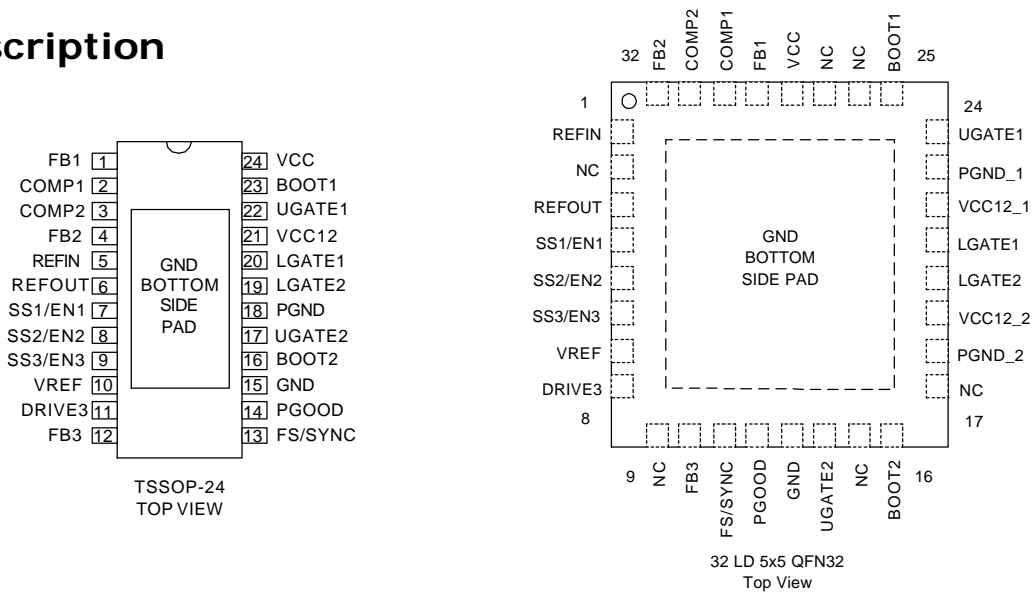 scription
FB1 1
COMP1 2
COMP2 3
FB2 4
REFIN 5
REFOUT 6
SS1/EN1 7
SS2/EN2 8
SS3/EN3 9
VREF 10
DRIVE3 11
FB3 12
GND
BOTTOM
SIDE
PAD
24 VCC
23 BOOT1
22 UGATE1
21 VCC12
20 LGATE1
19 LGATE2
18 PGND
17 UGATE2
16 BOOT2
15 GND
14 PGOOD
13 FS/SYNC
TSSOP-24
TOP VIEW
32
FB2
COMP2
COMP1
FB1
VCC
NC
NC
BOOT1
25
1
REFIN
NC
REFOUT
SS1/EN1
SS2/EN2
SS3/EN3
VREF
DRIVE3
8
GND
BOTTOM
SIDE PAD
24
UGATE1
PGND_1
VCC12_1
LGATE1
LGATE2
VCC12_2
PGND_2
NC
17
9
NC
FB3
FS/SYNC
PGOOD
GND
UGATE2
NC
BOOT2
16
32 LD 5x5 QFN32
Top View